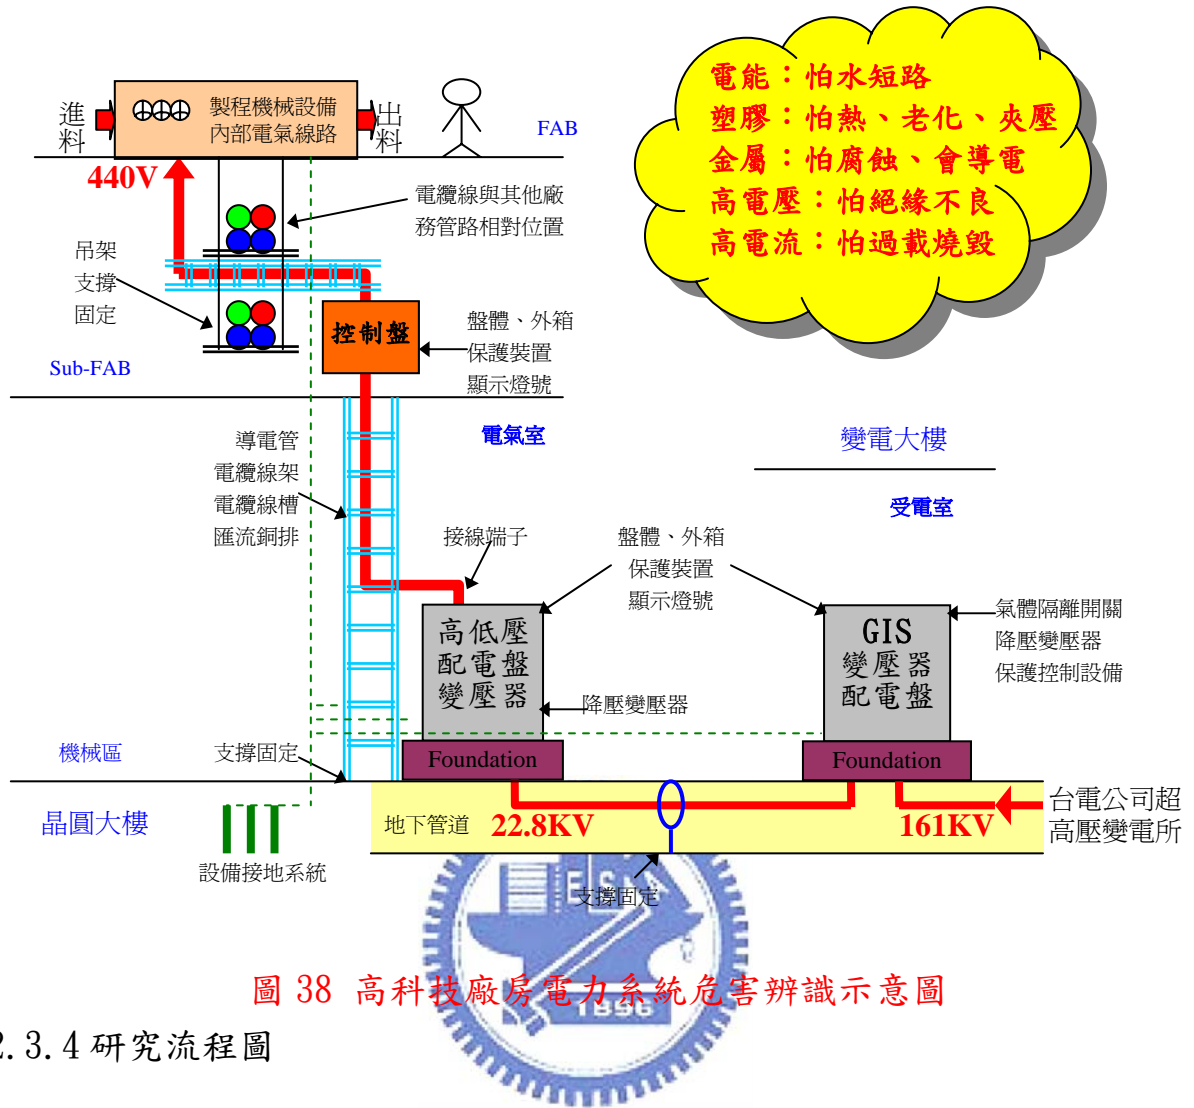 電能：怕水短路
塑膠：怕熱、老化、夾壓
金屬：怕腐蝕、會導電
高電壓：怕絕緣不良
高電流：怕過載燒毀
進料
製程機械設備
內部電氣線路
出料
FAB
440V
電纜線與其他廠
務管路相對位置
吊架
支撐
固定
控制盤
盤體、外箱
保護裝置
顯示燈號
Sub-FAB
電氣室
變電大樓
受電室
導電管
電纜線架
電纜線槽
匯流銅排
接線端子
盤體、外箱
保護裝置
顯示燈號
高低壓
配電盤
變壓器
GIS
變壓器
配電盤
氣體隔離開關
降壓變壓器
保護控制設備
降壓變壓器
機械區
支撐固定
Foundation
Foundation
晶圓大樓
地下管道
22.8KV
161KV
台電公司超
高壓變電所
設備接地系統
支撐固定
ELSA
圖 38 高科技廠房電力系統危害辨識示意圖
1896
2.3.4 研究流程圖